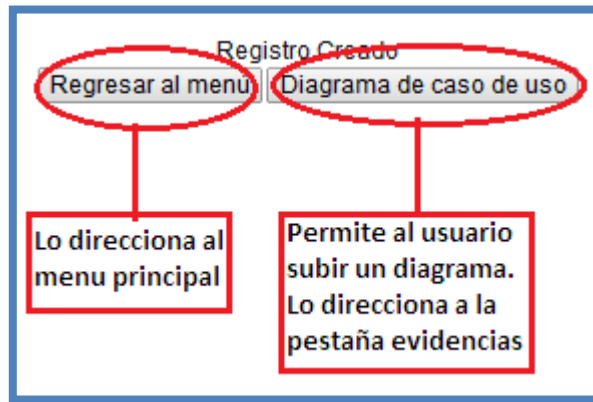 Registro Creado
Regresar al menú Diagrama de caso de uso
Lo direcciona al
menu principal
Permite al usuario
subir un diagrama.
Lo direcciona a la
pestaña evidencias